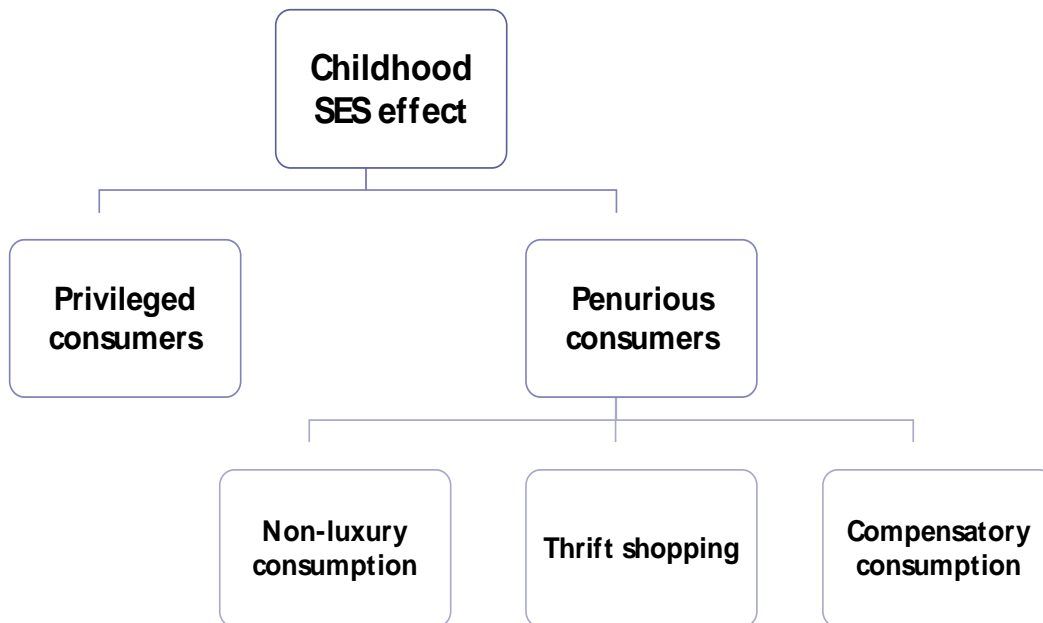 Childhood
SES effect
Privileged
consumers
Penurious
consumers
Non-luxury
consumption
Thrift shopping
Compensatory
consumption